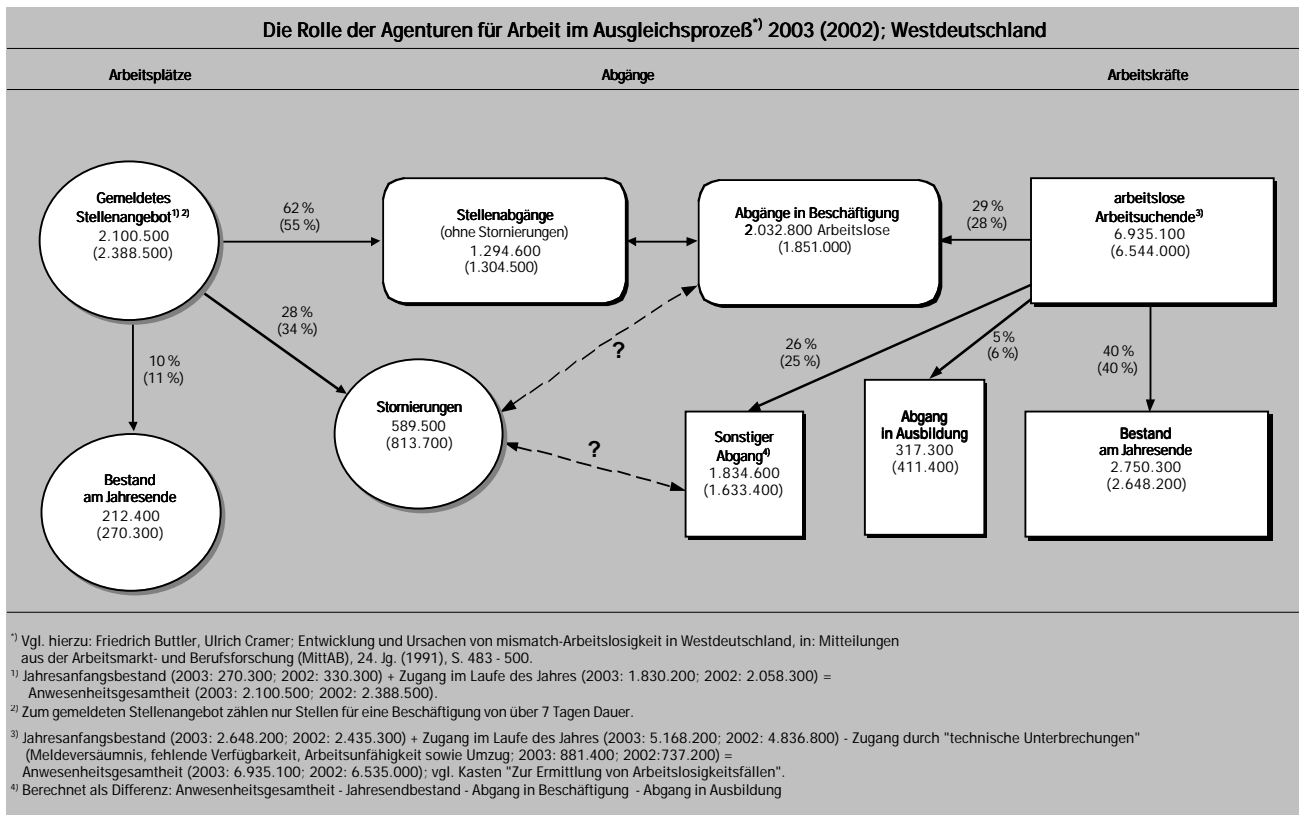 Die Rolle der Agenturen für Arbeit im Ausgleichsprozeß*) 2003 (2002); Westdeutschland
Arbeitsplätze
Abgänge
Arbeitskräfte
Gemeldetes
Stellenangebot1) 2)
2.100.500
(2.388.500)
62 %
(55 %)
Stellenabgänge
(ohne Stornierungen)
1.294.600
(1.304.500)
Abgänge in Beschäftigung
2.032.800 Arbeitslose
(1.851.000)
29 %
(28 %)
arbeitslose
Arbeitsuchende3)
6.935.100
(6.544.000)
28 %
(34 %)
10 %
(11 %)
?
26 %
(25 %)
5 %
(6 %)
40 %
(40 %)
Stornierungen
589.500
(813.700)
?
Bestand
am Jahresende
212.400
(270.300)
Sonstiger
Abgang4)
1.834.600
(1.633.400)
Abgang
in Ausbildung
317.300
(411.400)
Bestand
am Jahresende
2.750.300
(2.648.200)
*) Vgl. hierzu: Friedrich Buttler, Ulrich Cramer; Entwicklung und Ursachen von mismatch-Arbeitslosigkeit in Westdeutschland, in: Mitteilungen
aus der Arbeitsmarkt- und Berufsforschung (MittAB), 24. Jg. (1991), S. 483 - 500.
1) Jahresanfangsbestand (2003: 270.300; 2002: 330.300) + Zugang im Laufe des Jahres (2003: 1.830.200; 2002: 2.058.300) =
Anwesenheitsgesamtheit (2003: 2.100.500; 2002: 2.388.500).
2) Zum gemeldeten Stellenangebot zählen nur Stellen für eine Beschäftigung von über 7 Tagen Dauer.
3) Jahresanfangsbestand (2003: 2.648.200; 2002: 2.435.300) + Zugang im Laufe des Jahres (2003: 5.168.200; 2002: 4.836.800) - Zugang durch "technische Unterbrechungen"
(Meldeversäumnis, fehlende Verfügbarkeit, Arbeitsunfähigkeit sowie Umzug; 2003: 881.400; 2002:737.200) =
Anwesenheitsgesamtheit (2003: 6.935.100; 2002: 6.535.000); vgl. Kasten "Zur Ermittlung von Arbeitslosigkeitsfällen".
4) Berechnet als Differenz: Anwesenheitsgesamtheit - Jahresendbestand - Abgang in Beschäftigung - Abgang in Ausbildung